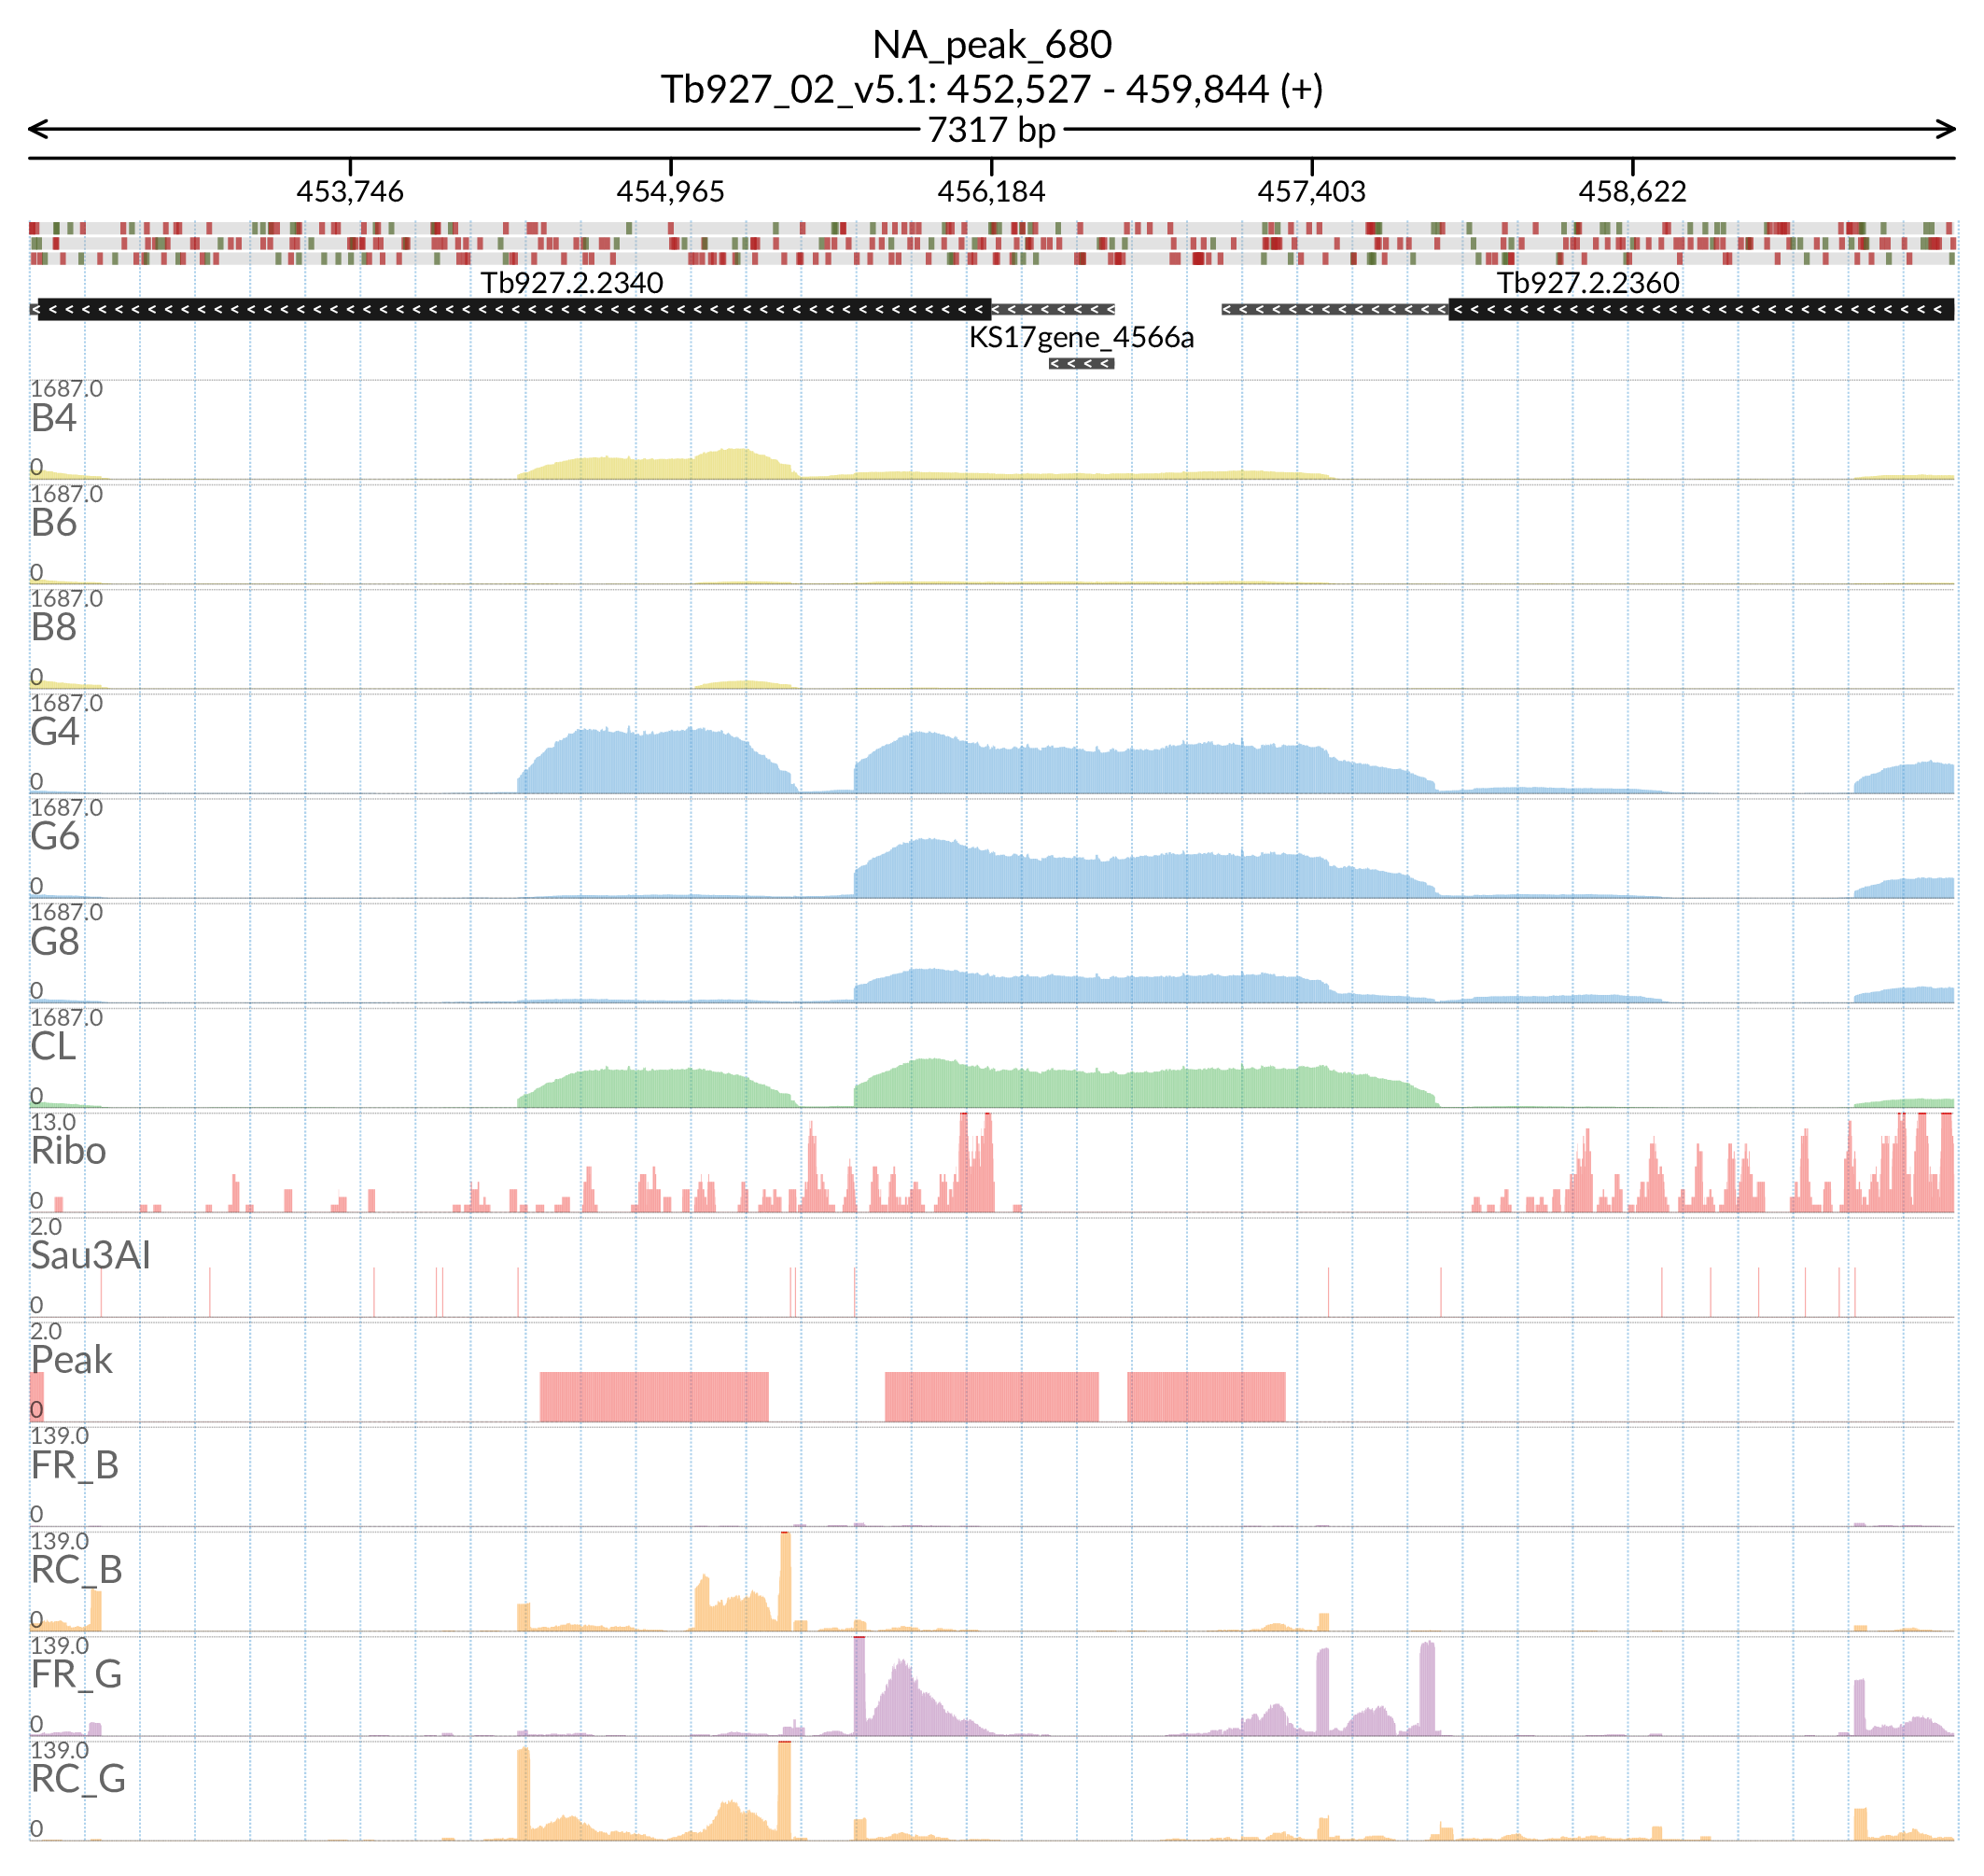 NA_peak_680
Tb927_02_v5.1: 452,527 - 459,844 (+)
7317 bp
453,746 454,965 456,184 457,403 458,622
Tb927.2.2340 Tb927.2.2360
KS17gene_4566a
1687.0
B4
0
1687.0
B6
0
1687.0
B8
0
1687.0
G4
0
1687.0
G6
0
1687.0
G8
0
1687.0
CL
0
13.0
Ribo
0
2.0
Sau3AI
0
2.0
Peak
0
139.0
FR_B
0
139.0
RC_B
0
139.0
FR_G
0
139.0
RC_G
0